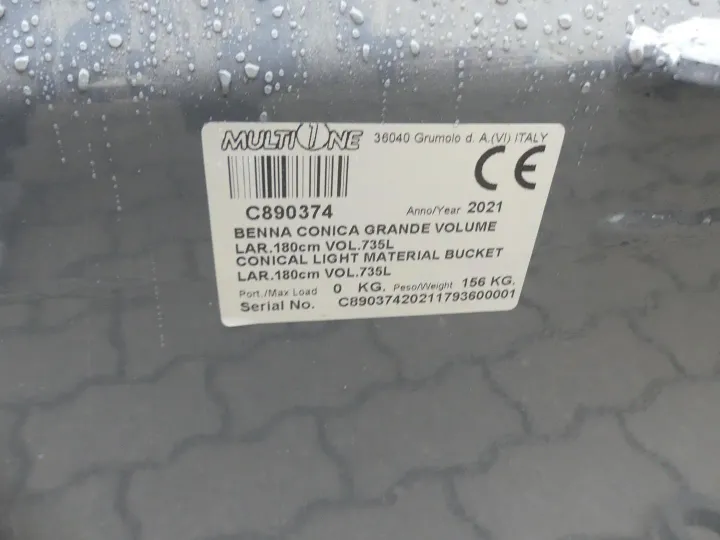 MULTIONE 36040 Grumolo d. A.(VI) ITALY
CE
C890374 Anno/Year 2021
BENNA CONICA GRANDE VOLUME
LAR.180cm VOL.735L
CONICAL LIGHT MATERIAL BUCKET
LAR.180cm VOL.735L
Port./Max Load 0 KG. Peso/Weight 156 KG.
Serial No. C89037420211793600001